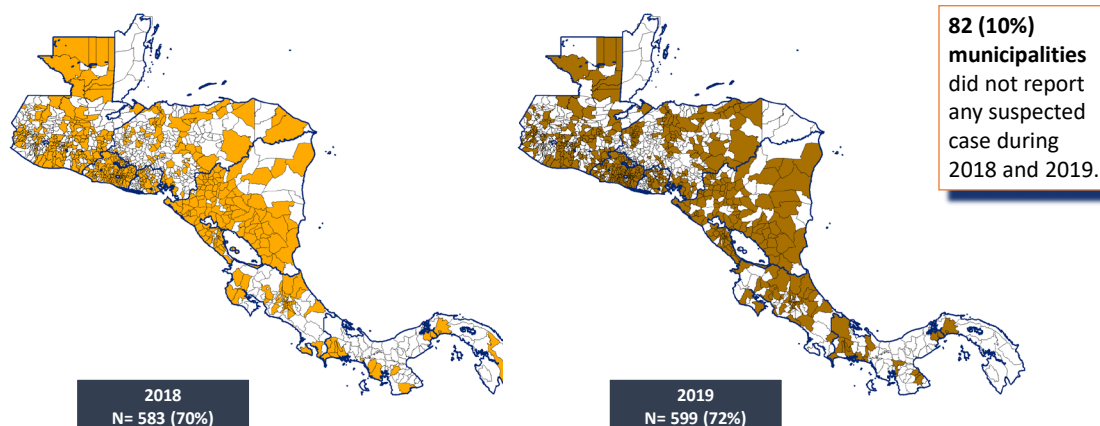 82 (10%)
municipalities
did not report
any suspected
case during
2018 and 2019.
2018
N= 583 (70%)
2019
N= 599 (72%)